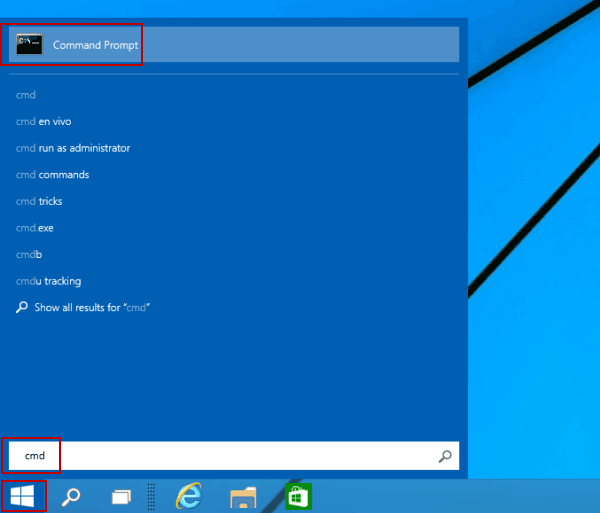 Command Prompt
cmd
cmd en vivo
cmd run as administrator
cmd commands
cmd tricks
cmd.exe
cmdb
cmdu tracking
Show all results for “cmd”
cmd